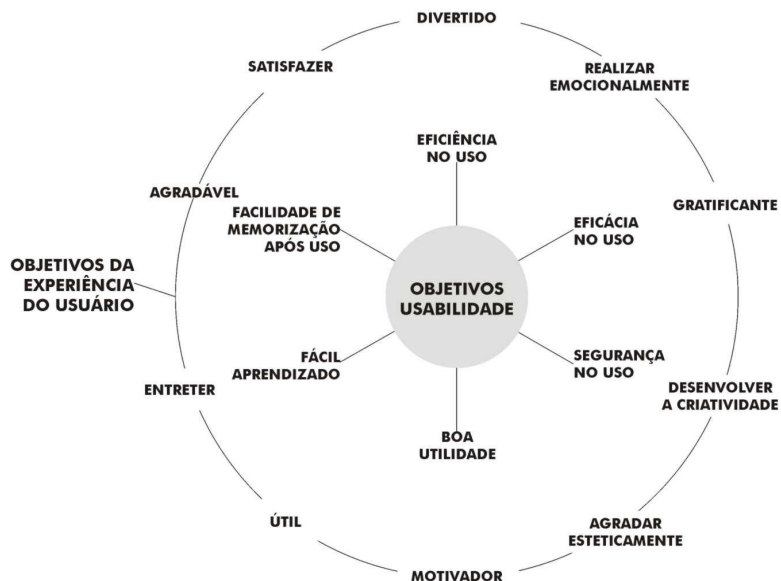 DIVERTIDO
SATISFAZER
REALIZAR
EMOCIONALMENTE
EFICIÊNCIA
NO USO
AGRADÁVEL
FACILIDADE DE
MEMORIZAÇÃO
APÓS USO
EFICÁCIA
NO USO
GRATIFICANTE
OBJETIVOS DA
EXPERIÊNCIA
DO USUÁRIO
OBJETIVOS
USABILIDADE
FÁCIL
APRENDIZADO
SEGURANÇA
NO USO
ENTRETER
DESENVOLVER
A CRIATIVIDADE
BOA
UTILIDADE
ÚTIL
AGRADAR
ESTETICAMENTE
MOTIVADOR